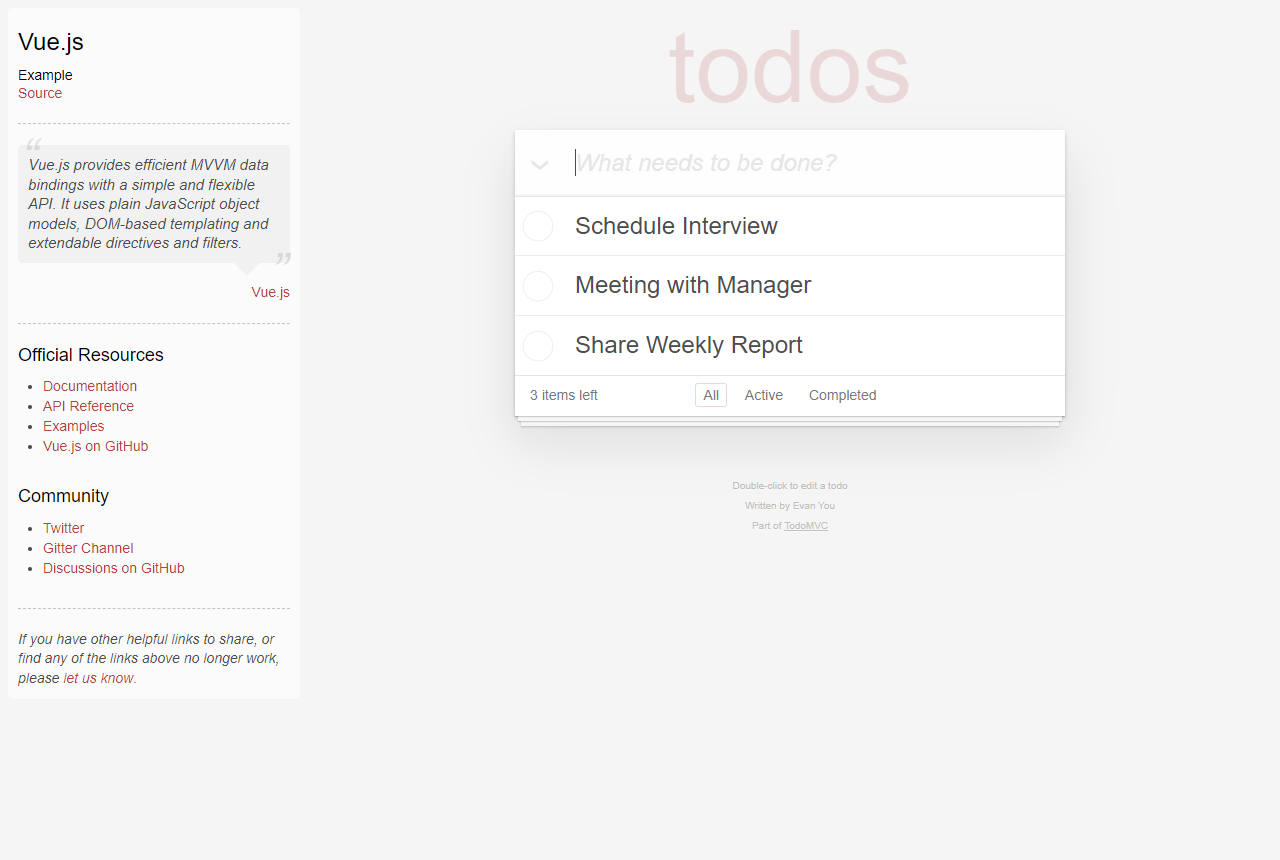 Vue.js
Example
Source
“
Vue.js provides efficient MVVM data
bindings with a simple and flexible
API. It uses plain JavaScript object
models, DOM-based templating and
extendable directives and filters.
”
Vue.js
Official Resources
• Documentation
• API Reference
• Examples
• Vue.js on GitHub
Community
• Twitter
• Gitter Channel
• Discussions on GitHub
If you have other helpful links to share, or
find any of the links above no longer work,
please let us know.
todos
What needs to be done?
Schedule Interview
Meeting with Manager
Share Weekly Report
3 items left All Active Completed
Double-click to edit a todo
Written by Evan You
Part of TodoMVC